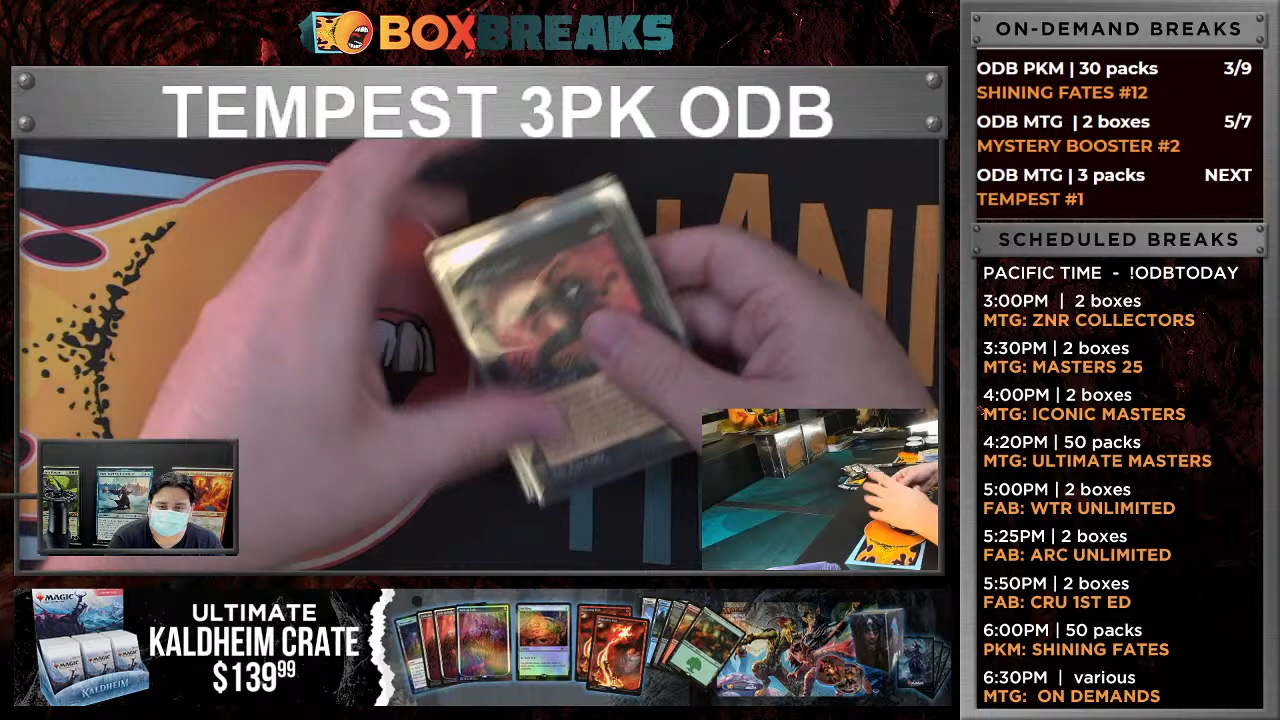 BOXBREAKS
TEMPEST 3PK ODB
ON-DEMAND BREAKS
ODB PKM | 30 packs 3/9
SHINING FATES #12
ODB MTG | 2 boxes 5/7
MYSTERY BOOSTER #2
ODB MTG | 3 packs NEXT
TEMPEST #1
SCHEDULED BREAKS
PACIFIC TIME - !ODBTODAY
3:00PM | 2 boxes
MTG: ZNR COLLECTORS
3:30PM | 2 boxes
MTG: MASTERS 25
4:00PM | 2 boxes
MTG: ICONIC MASTERS
4:20PM | 50 packs
MTG: ULTIMATE MASTERS
5:00PM | 2 boxes
FAB: WTR UNLIMITED
5:25PM | 2 boxes
FAB: ARC UNLIMITED
5:50PM | 2 boxes
FAB: CRU 1ST ED
6:00PM | 50 packs
PKM: SHINING FATES
6:30PM | various
MTG: ON DEMANDS
MAGIC
KALDHEIM
ULTIMATE
KALDHEIM CRATE
$139.99